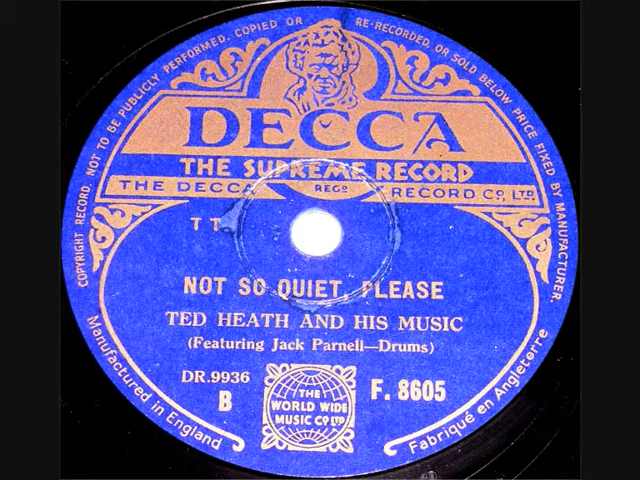 COPYRIGHT RECORD. NOT TO BE PUBLICLY PERFORMED. COPIED OR RE-RECORDED OR SOLD BELOW PRICE FIXED BY MANUFACTURER.
DECCA
THE SUPREME RECORD
THE DECCA REGD RECORD CO. LTD.
T T
NOT SO QUIET, PLEASE
TED HEATH AND HIS MUSIC
(Featuring Jack Parnell—Drums)
DR.9936
B
THE
WORLD WIDE
MUSIC CO LTD
F. 8605
Manufactured in England
Fabriqué en Angleterre